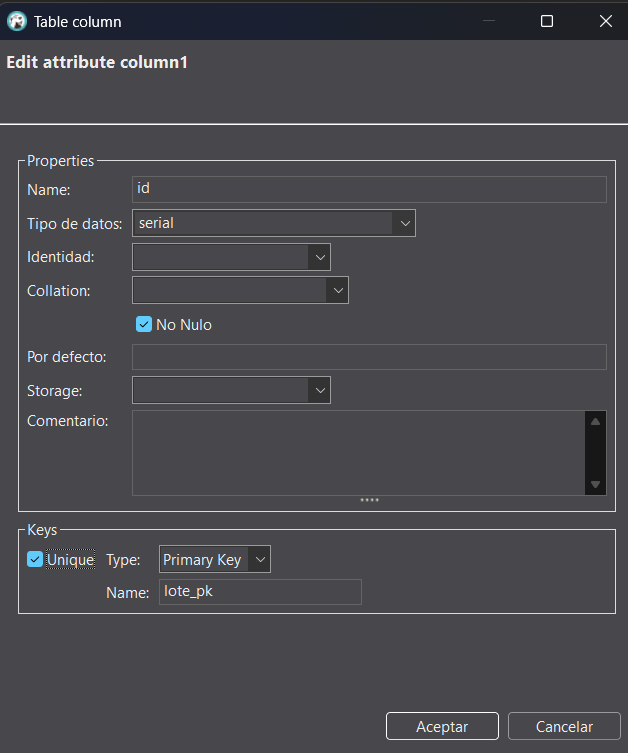 Table column
Edit attribute column1
Properties
Name: id
Tipo de datos: serial
Identidad:
Collation:
No Nulo
Por defecto:
Storage:
Comentario:
Keys
Unique Type: Primary Key
Name: lote_pk
Aceptar Cancelar